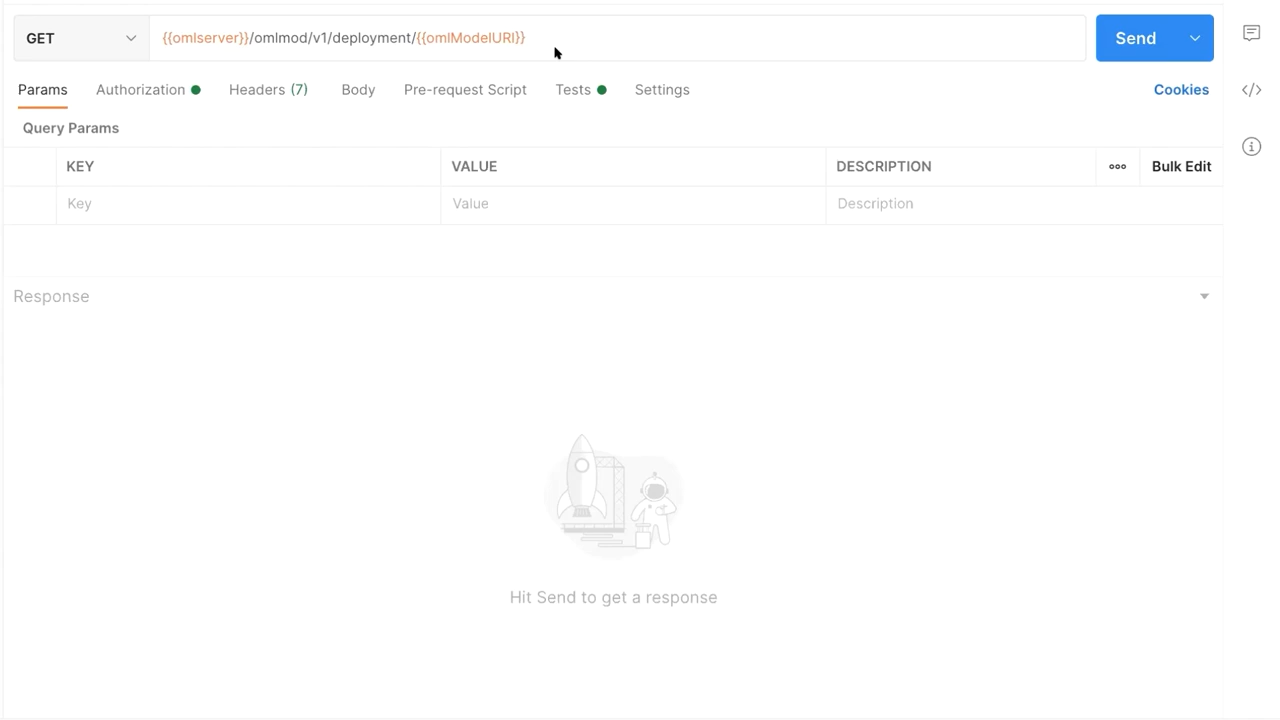 GET {{omlserver}}/omlmod/v1/deployment/{{omlModelURI}} Send
Params Authorization Headers (7) Body Pre-request Script Tests Settings Cookies
Query Params
KEY VALUE DESCRIPTION Bulk Edit
Key Value Description
Response
Hit Send to get a response